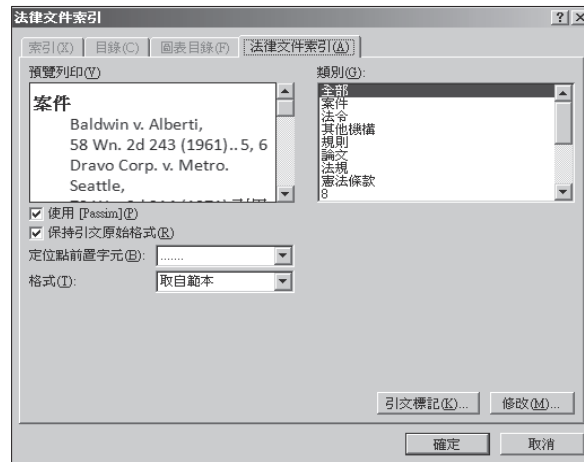 法律文件索引
索引(X) 目錄(C) 圖表目錄(F) 法律文件索引(A)
預覽列印(V)
案件
Baldwin v. Alberti,
58 Wn. 2d 243 (1961)..5, 6
Dravo Corp. v. Metro.
Seattle,
類別(G):
全部
案件
法令
其他機構
規則
論文
法規
憲法條款
8
使用 [Passim](P)
保持引文原始格式(R)
定位點前置字元(B): .......
格式(T): 取自範本
引文標記(K)... 修改(M)...
確定 取消